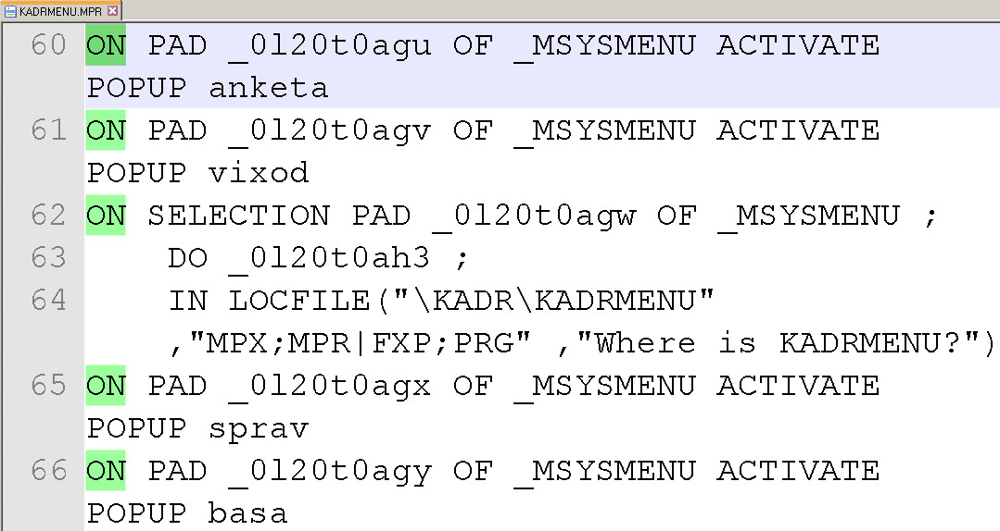 KADRMENU.MPR
60 ON PAD _0l20t0agu OF _MSYSMENU ACTIVATE
POPUP anketa
61 ON PAD _0l20t0agv OF _MSYSMENU ACTIVATE
POPUP vixod
62 ON SELECTION PAD _0l20t0agw OF _MSYSMENU ;
63 DO _0l20t0ah3 ;
64 IN LOCFILE("\KADR\KADRMENU"
,"MPX;MPR|FXP;PRG" ,"Where is KADRMENU?")
65 ON PAD _0l20t0agx OF _MSYSMENU ACTIVATE
POPUP sprav
66 ON PAD _0l20t0agy OF _MSYSMENU ACTIVATE
POPUP basa